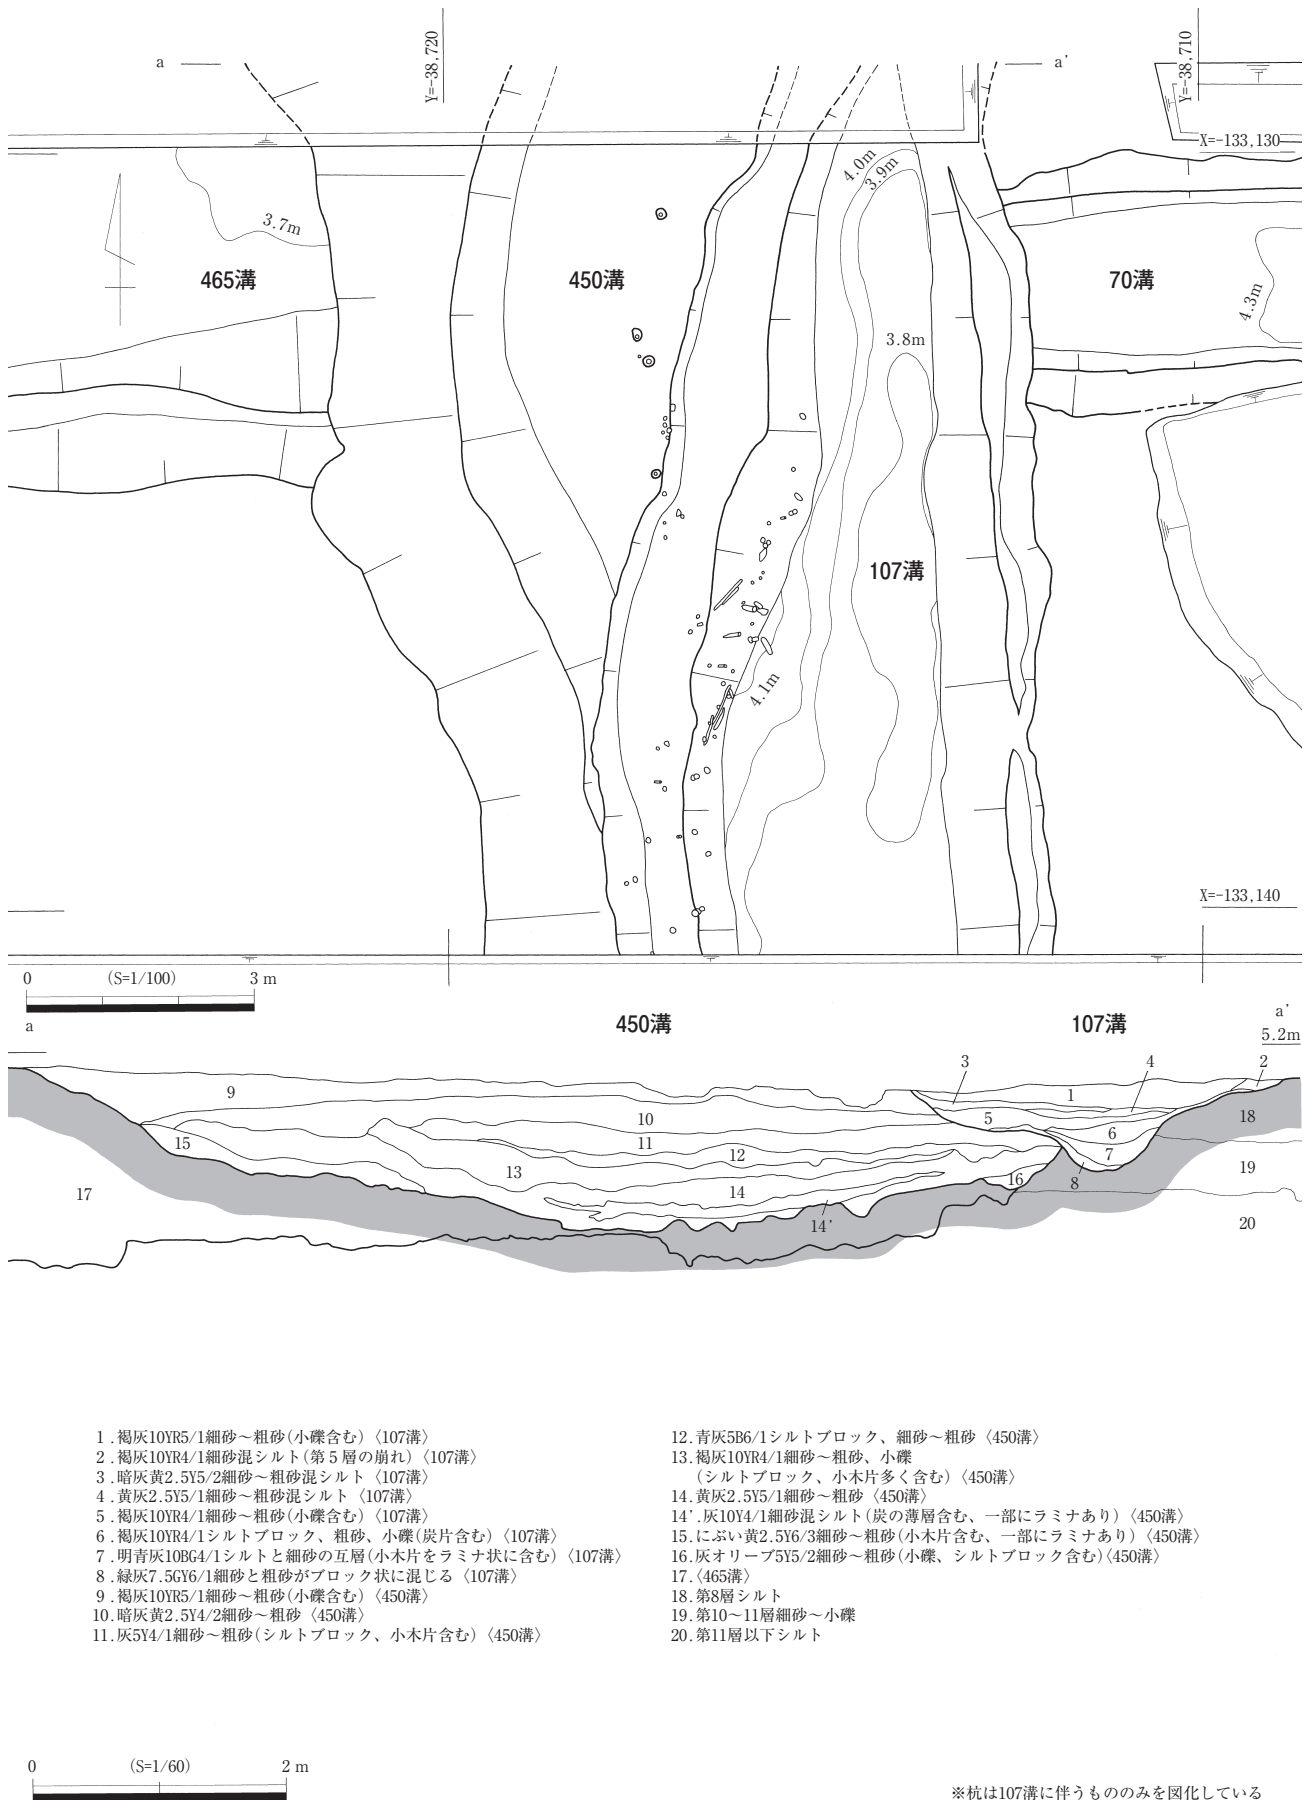 a
Y=-38,720
a'
Y=-38,710
X=-133,130
4.0m
3.9m
3.7m
465溝
450溝
70溝
4.3m
3.8m
107溝
4.1m
X=-133,140
0 (S=1/100) 3 m
a
450溝
107溝
a'
5.2m
3
4
2
9
1
10
5
18
15
11
6
12
7
13
19
17
14
16
8
14'
20
1.褐灰10YR5/1細砂～粗砂(小礫含む)〈107溝〉
2.褐灰10YR4/1細砂混シルト(第5層の崩れ)〈107溝〉
3.暗灰黄2.5Y5/2細砂～粗砂混シルト〈107溝〉
4.黄灰2.5Y5/1細砂～粗砂混シルト〈107溝〉
5.褐灰10YR4/1細砂～粗砂(小礫含む)〈107溝〉
6.褐灰10YR4/1シルトブロック、粗砂、小礫(炭片含む)〈107溝〉
7.明青灰10BG4/1シルトと細砂の互層(小木片をラミナ状に含む)〈107溝〉
8.緑灰7.5GY6/1細砂と粗砂がブロック状に混じる〈107溝〉
9.褐灰10YR5/1細砂～粗砂(小礫含む)〈450溝〉
10.暗灰黄2.5Y4/2細砂～粗砂〈450溝〉
11.灰5Y4/1細砂～粗砂(シルトブロック、小木片含む)〈450溝〉
12.青灰5B6/1シルトブロック、細砂～粗砂〈450溝〉
13.褐灰10YR4/1細砂～粗砂、小礫
(シルトブロック、小木片多く含む)〈450溝〉
14.黄灰2.5Y5/1細砂～粗砂〈450溝〉
14'.灰10Y4/1細砂混シルト(炭の薄層含む、一部にラミナあり)〈450溝〉
15.にぶい黄2.5Y6/3細砂～粗砂(小木片含む、一部にラミナあり)〈450溝〉
16.灰オリーブ5Y5/2細砂～粗砂(小礫、シルトブロック含む)〈450溝〉
17.〈465溝〉
18.第8層シルト
19.第10～11層細砂～小礫
20.第11層以下シルト
0 (S=1/60) 2 m
※杭は107溝に伴うもののみを図化している